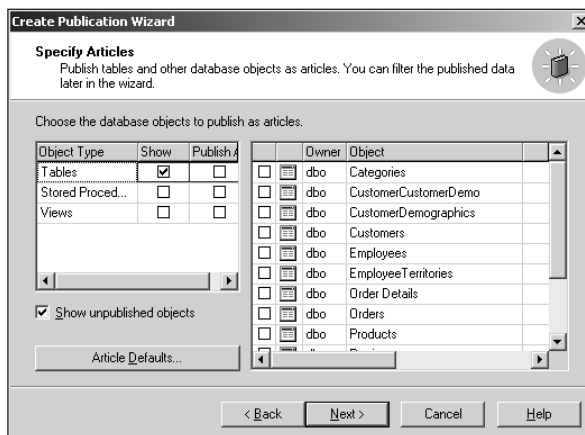 Create Publication Wizard
Specify Articles
Publish tables and other database objects as articles. You can filter the published data
later in the wizard.
Choose the database objects to publish as articles.
Object Type Show Publish A
Tables
Stored Proced...
Views
Show unpublished objects
Article Defaults...
Owner Object
dbo Categories
dbo CustomerCustomerDemo
dbo CustomerDemographics
dbo Customers
dbo Employees
dbo EmployeeTerritories
dbo Order Details
dbo Orders
dbo Products
< Back Next > Cancel Help